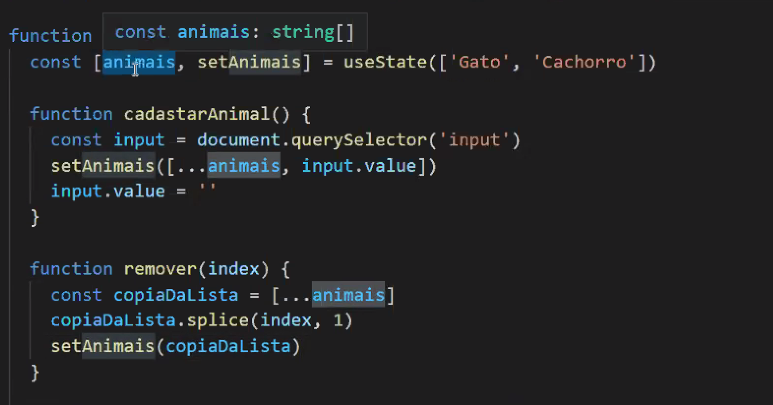 function
const animais: string[]
const [animais, setAnimais] = useState(['Gato', 'Cachorro'])
function cadastarAnimal() {
const input = document.querySelector('input')
setAnimais([...animais, input.value])
input.value = ''
}
function remover(index) {
const copiaDaLista = [...animais]
copiaDaLista.splice(index, 1)
setAnimais(copiaDaLista)
}